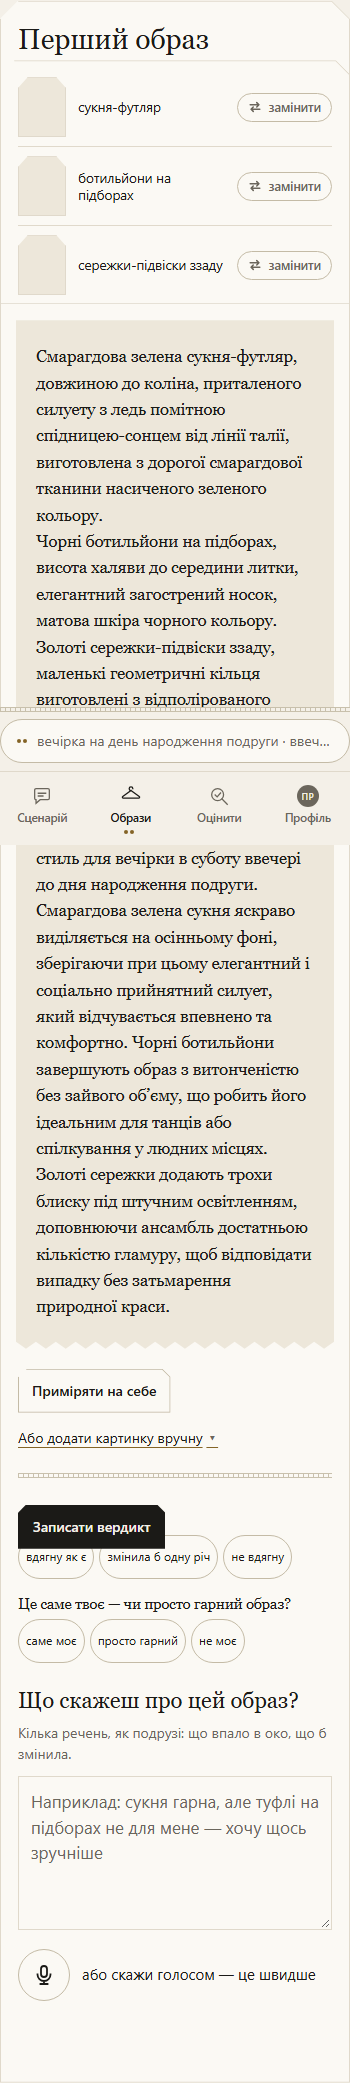 Перший образ
сукня-футляр
замінити
ботильйони на
підборах
замінити
сережки-підвіски ззаду
замінити
Смарагдова зелена сукня-футляр,
довжиною до коліна, приталеного
силуету з ледь помітною
спідницею-сонцем від лінії талії,
виготовлена з дорогої смарагдової
тканини насиченого зеленого
кольору.
Чорні ботильйони на підборах,
висота халяви до середини литки,
елегантний загострений носок,
матова шкіра чорного кольору.
Золоті сережки-підвіски ззаду,
маленькі геометричні кільця
виготовлені з відполірованого
вечірка на день народження подруги · ввеч...
Сценарій
Образи
Оцінити
ПР
Профіль
стиль для вечірки в суботу ввечері
до дня народження подруги.
Смарагдова зелена сукня яскраво
виділяється на осінньому фоні,
зберігаючи при цьому елегантний і
соціально прийнятний силует,
який відчувається впевнено та
комфортно. Чорні ботильйони
завершують образ з витонченістю
без зайвого об’єму, що робить його
ідеальним для танців або
спілкування у людних місцях.
Золоті сережки додають трохи
блиску під штучним освітленням,
доповнюючи ансамбль достатньою
кількістю гламуру, щоб відповідати
випадку без затьмарення
природної краси.
Приміряти на себе
Або додати картинку вручну
Записати вердикт
вдягну як є
змінила б одну річ
не вдягну
Це саме твоє — чи просто гарний образ?
саме моє
просто гарний
не моє
Що скажеш про цей образ?
Кілька речень, як подрузі: що впало в око, що б
змінила.
Наприклад: сукня гарна, але туфлі на
підборах не для мене — хочу щось
зручніше
або скажи голосом — це швидше